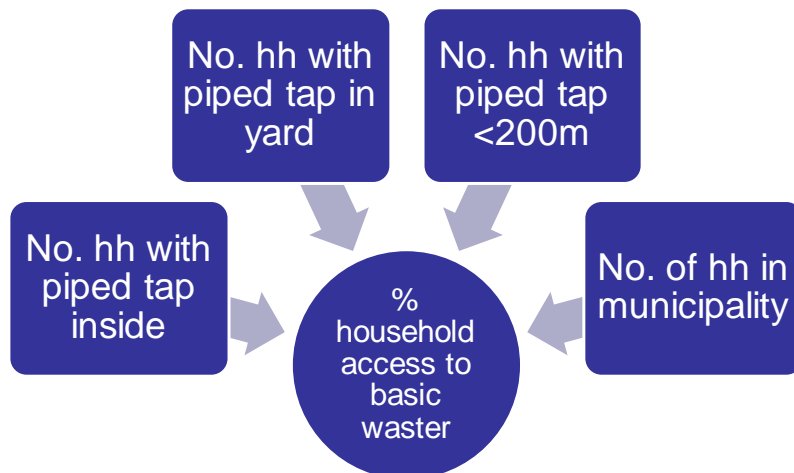 No. hh with
piped tap in
yard
No. hh with
piped tap
<200m
No. hh with
piped tap
inside
No. of hh in
municipality
%
household
access to
basic
waster